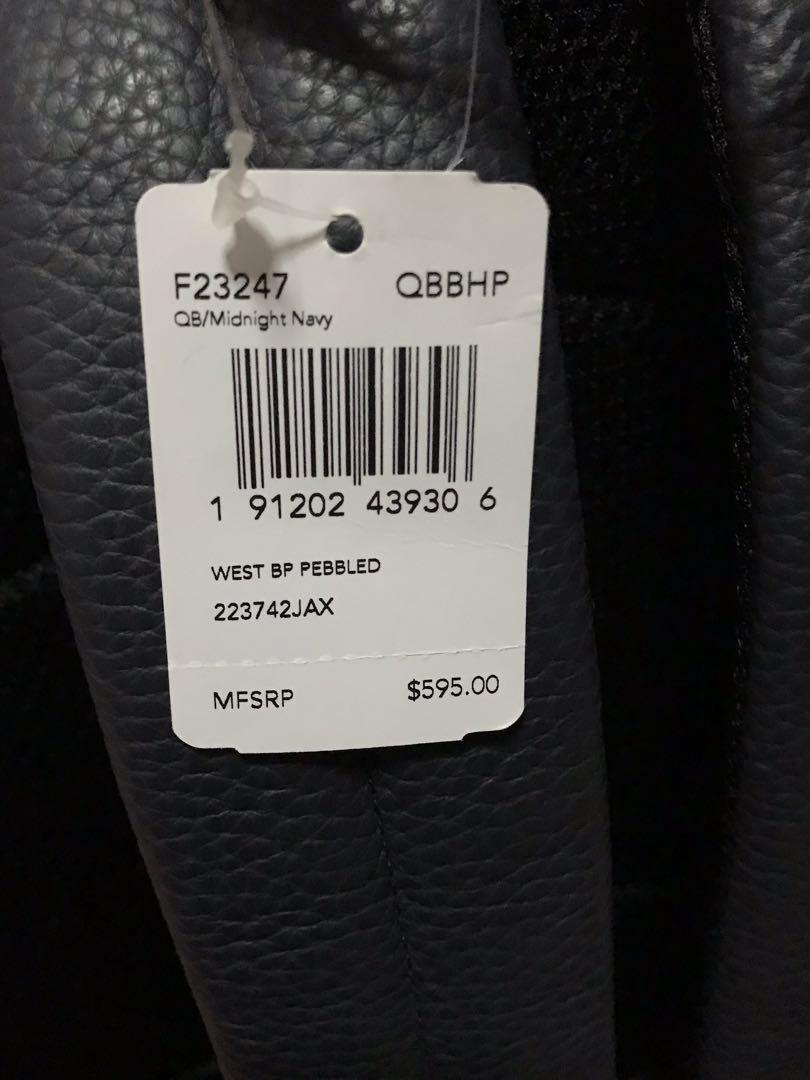 F23247 QBBHP
QB/Midnight Navy
1 91202 43930 6
WEST BP PEBBLED
223742JAX
MFSRP $595.00